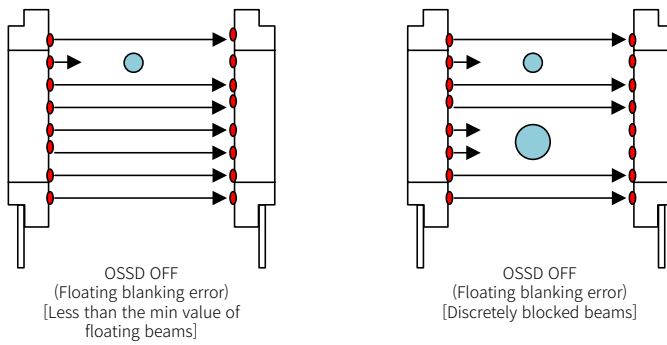 OSSD OFF
(Floating blanking error)
[Less than the min value of
floating beams]
OSSD OFF
(Floating blanking error)
[Discretely blocked beams]